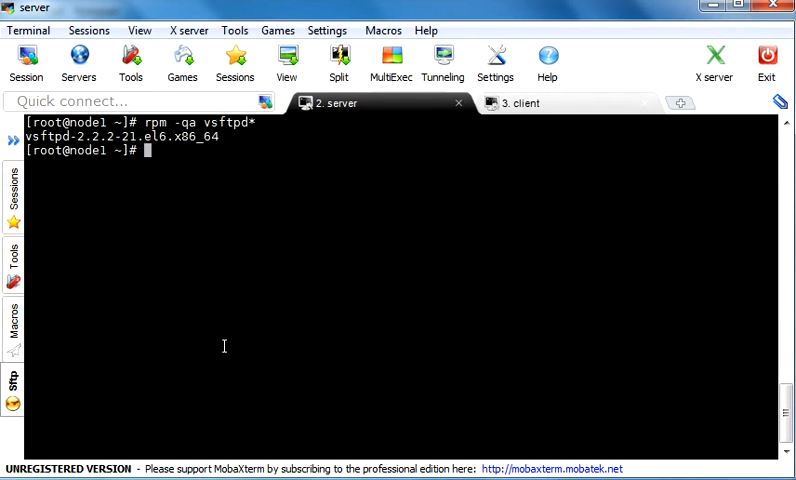 server
Terminal Sessions View X server Tools Games Settings Macros Help
Session Servers Tools Games Sessions View Split MultiExec Tunneling Settings Help X server Exit
Quick connect... 2. server 3. client
[root@node1 ~]# rpm -qa vsftpd*
vsftpd-2.2.2-21.el6.x86_64
[root@node1 ~]#
Sessions
Tools
Macros
Sftp
UNREGISTERED VERSION - Please support MobaXterm by subscribing to the professional edition here: http://mobaxterm.mobatek.net